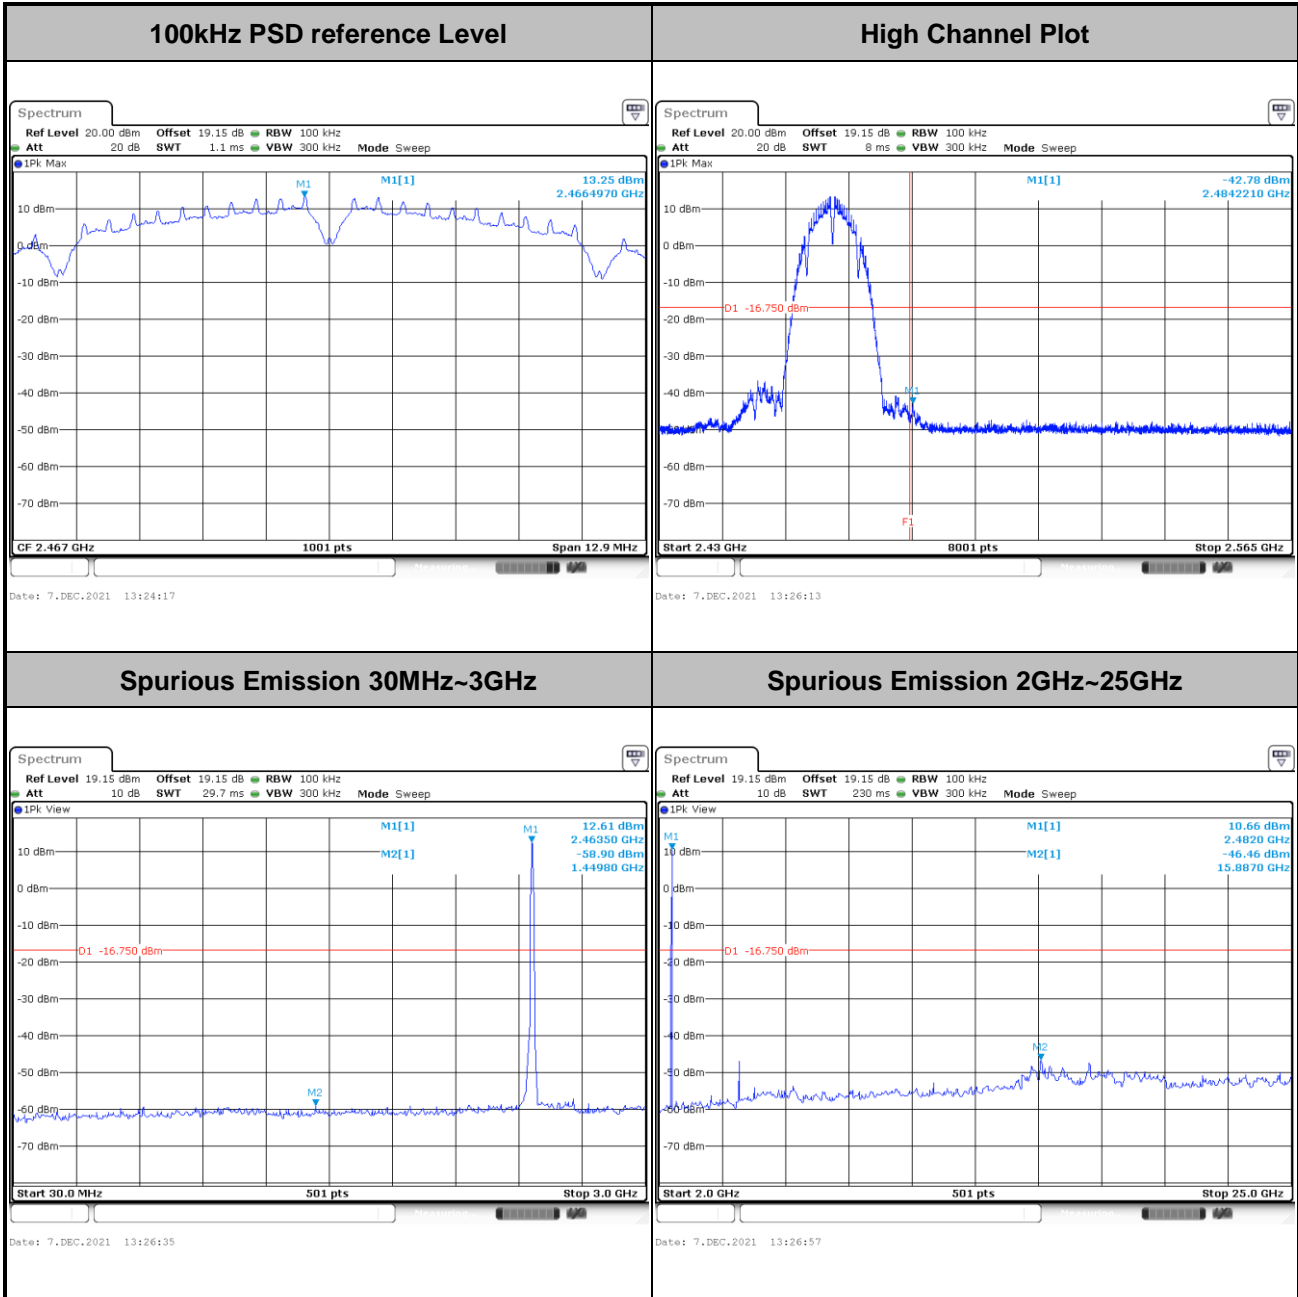 100kHz PSD reference Level
High Channel Plot
Spectrum
Ref Level 20.00 dBm Offset 19.15 dB RBW 100 kHz
Att 20 dB SWT 1.1 ms VBW 300 kHz Mode Sweep
1Pk Max
M1[1] 13.25 dBm
2.4664970 GHz
M1
10 dBm
0 dBm
-10 dBm
-20 dBm
-30 dBm
-40 dBm
-50 dBm
-60 dBm
-70 dBm
CF 2.467 GHz 1001 pts Span 12.9 MHz
Measuring
Date: 7.DEC.2021 13:24:17
Spectrum
Ref Level 20.00 dBm Offset 19.15 dB RBW 100 kHz
Att 20 dB SWT 8 ms VBW 300 kHz Mode Sweep
1Pk Max
M1[1] -42.78 dBm
2.4842210 GHz
10 dBm
0 dBm
-10 dBm
D1 -16.750 dBm
-20 dBm
-30 dBm
-40 dBm
M1
-50 dBm
-60 dBm
-70 dBm
F1
Start 2.43 GHz 8001 pts Stop 2.565 GHz
Measuring
Date: 7.DEC.2021 13:26:13
Spurious Emission 30MHz~3GHz
Spurious Emission 2GHz~25GHz
Spectrum
Ref Level 19.15 dBm Offset 19.15 dB RBW 100 kHz
Att 10 dB SWT 29.7 ms VBW 300 kHz Mode Sweep
1Pk View
M1[1] 12.61 dBm
2.46350 GHz
M2[1] -58.90 dBm
1.44980 GHz
M1
10 dBm
0 dBm
-10 dBm
D1 -16.750 dBm
-20 dBm
-30 dBm
-40 dBm
-50 dBm
M2
-60 dBm
-70 dBm
Start 30.0 MHz 501 pts Stop 3.0 GHz
Measuring
Date: 7.DEC.2021 13:26:35
Spectrum
Ref Level 19.15 dBm Offset 19.15 dB RBW 100 kHz
Att 10 dB SWT 230 ms VBW 300 kHz Mode Sweep
1Pk View
M1[1] 10.66 dBm
2.4820 GHz
M2[1] -46.46 dBm
15.8870 GHz
M1
10 dBm
0 dBm
-10 dBm
D1 -16.750 dBm
-20 dBm
-30 dBm
-40 dBm
M2
-50 dBm
-60 dBm
-70 dBm
Start 2.0 GHz 501 pts Stop 25.0 GHz
Measuring
Date: 7.DEC.2021 13:26:57